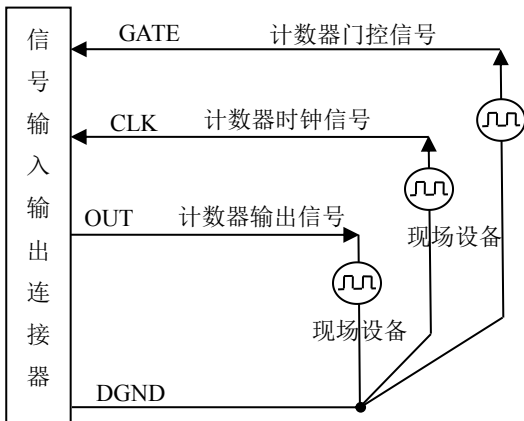 信号输入输出连接器
GATE 计数器门控信号
CLK 计数器时钟信号
OUT 计数器输出信号
现场设备
现场设备
DGND